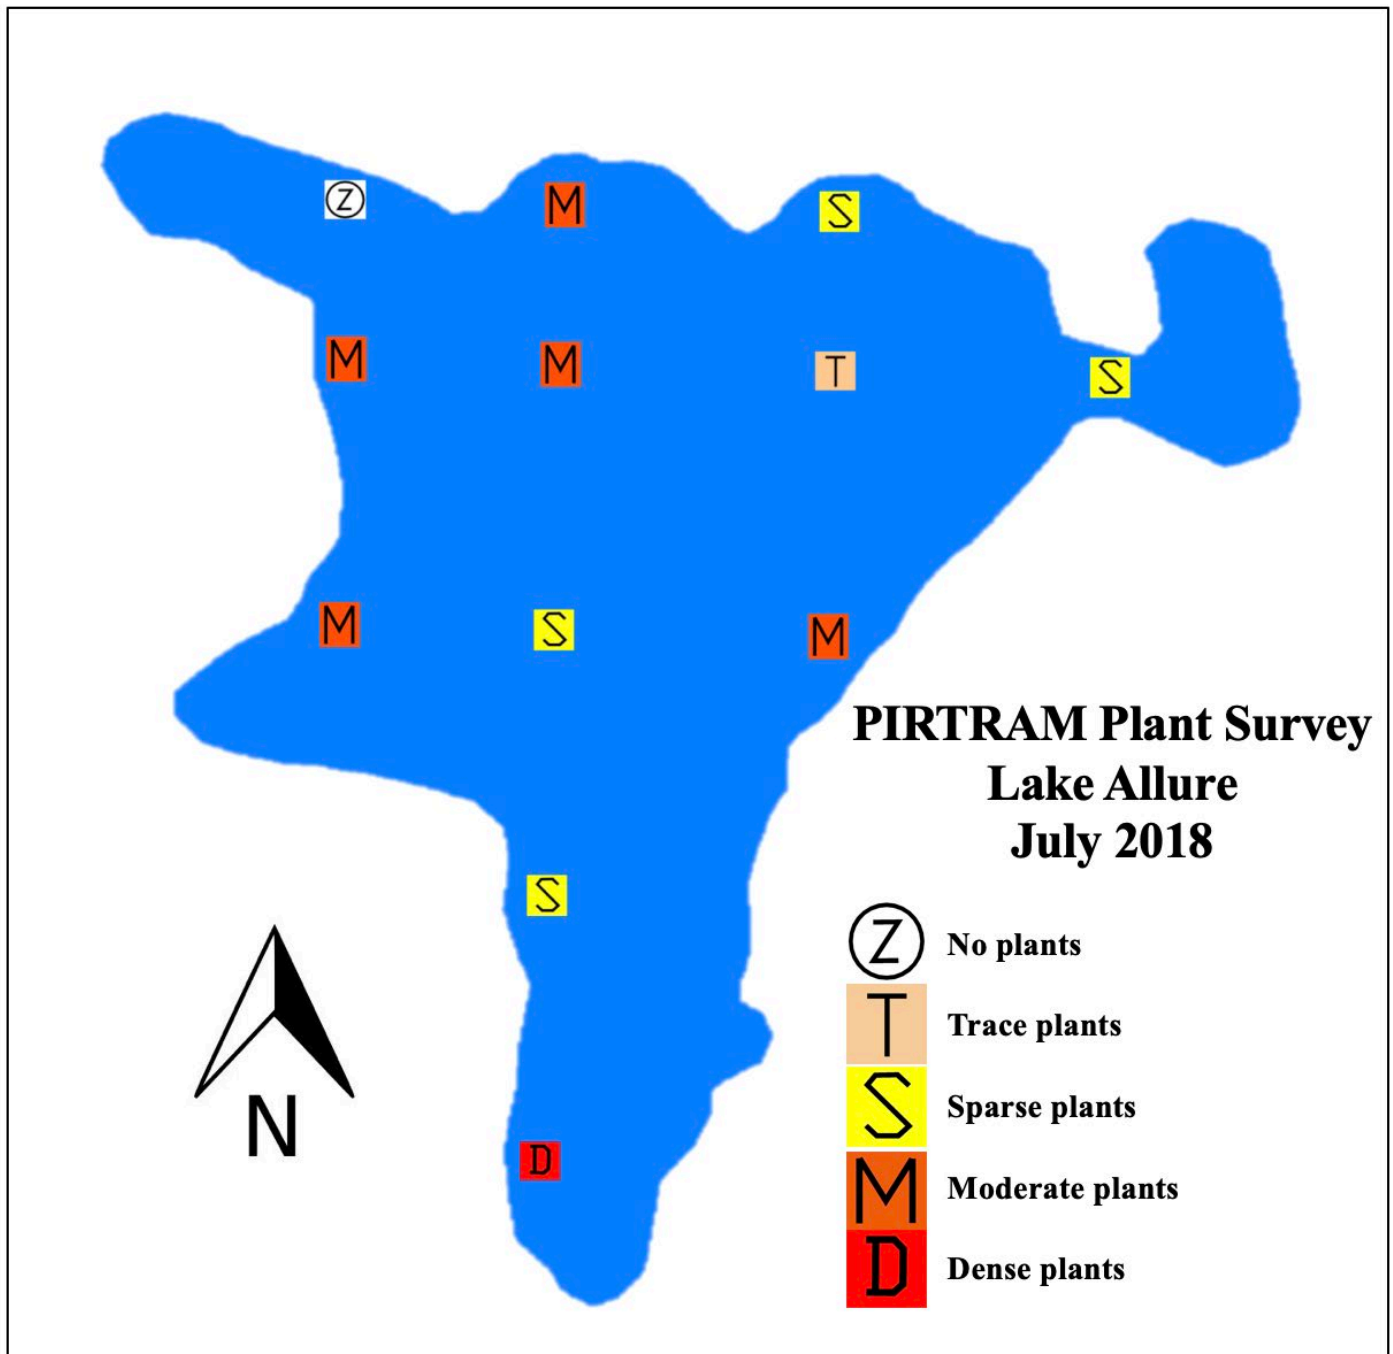 Z
M
S
M
M
T
S
M
S
M
S
D
N
PIRTRAM Plant Survey
Lake Allure
July 2018
Z No plants
T Trace plants
S Sparse plants
M Moderate plants
D Dense plants